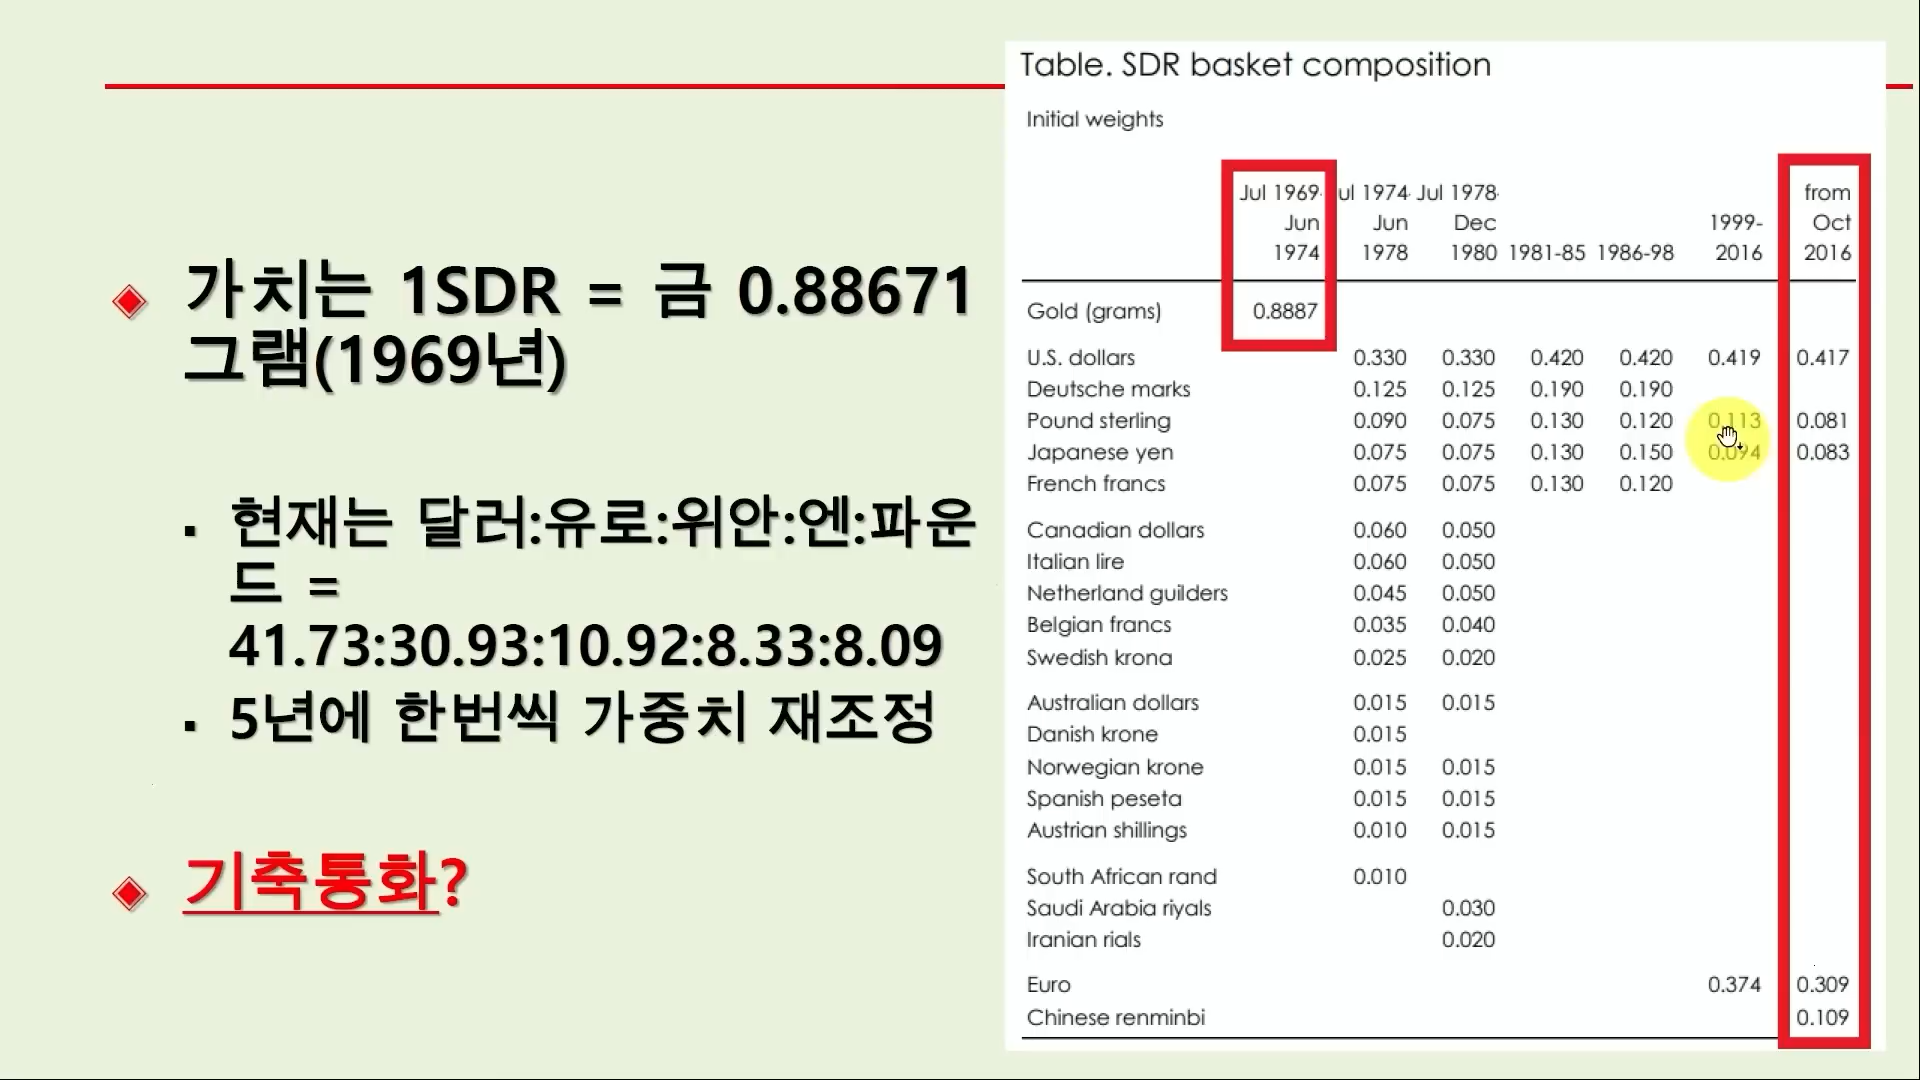 가치는 1SDR = 금 0.88671
그램(1969년)
현재는 달러:유로:위안:엔:파운
드 =
41.73:30.93:10.92:8.33:8.09
5년에 한번씩 가중치 재조정
기축통화?
Table. SDR basket composition
Initial weights
Jul 1969- ul 1974- Jul 1978- from
Jun Jun Dec 1999- Oct
1974 1978 1980 1981-85 1986-98 2016 2016
Gold (grams) 0.8887
U.S. dollars 0.330 0.330 0.420 0.420 0.419 0.417
Deutsche marks 0.125 0.125 0.190 0.190
Pound sterling 0.090 0.075 0.130 0.120 0.113 0.081
Japanese yen 0.075 0.075 0.130 0.150 0.094 0.083
French francs 0.075 0.075 0.130 0.120
Canadian dollars 0.060 0.050
Italian lire 0.060 0.050
Netherland guilders 0.045 0.050
Belgian francs 0.035 0.040
Swedish krona 0.025 0.020
Australian dollars 0.015 0.015
Danish krone 0.015
Norwegian krone 0.015 0.015
Spanish peseta 0.015 0.015
Austrian shillings 0.010 0.015
South African rand 0.010
Saudi Arabia riyals 0.030
Iranian rials 0.020
Euro 0.374 0.309
Chinese renminbi 0.109